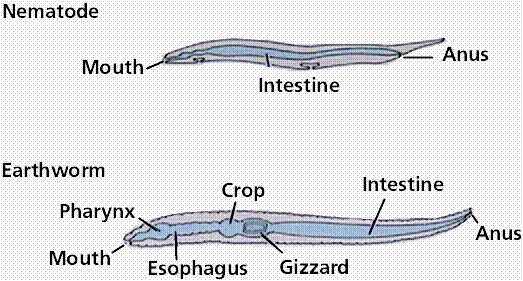 Nematode
Mouth
Intestine
Anus
Earthworm
Pharynx
Crop
Intestine
Mouth
Esophagus
Gizzard
Anus